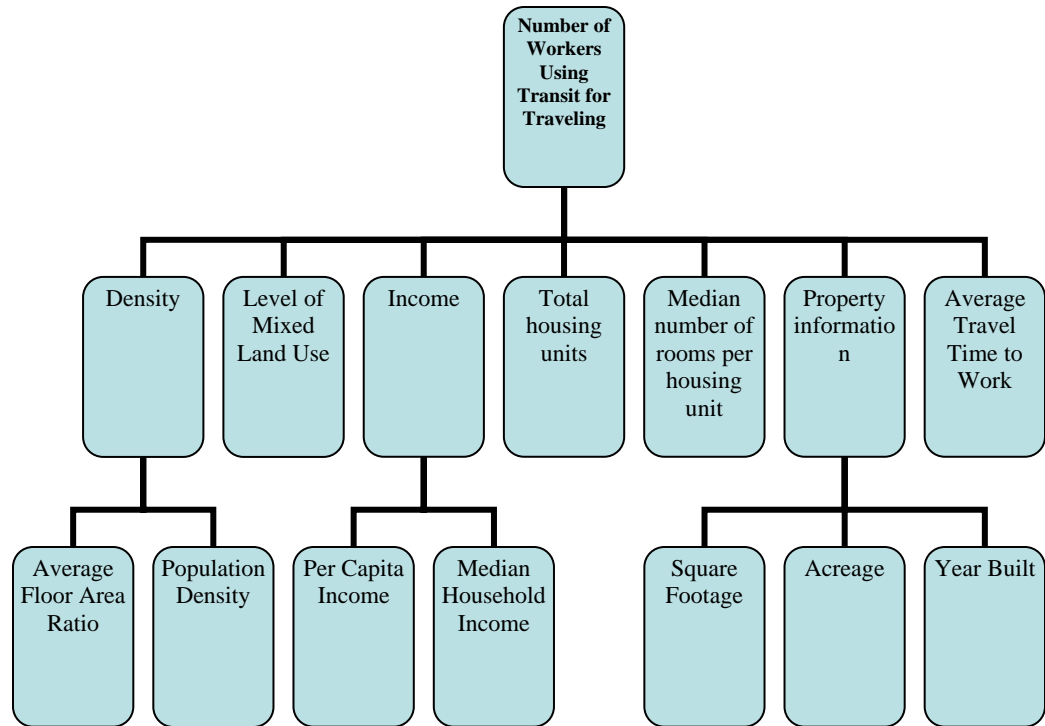 Number of
Workers
Using
Transit for
Traveling
Density
Level of
Mixed
Land Use
Income
Total
housing
units
Median
number of
rooms per
housing
unit
Property
informatio
n
Average
Travel
Time to
Work
Average
Floor Area
Ratio
Population
Density
Per Capita
Income
Median
Household
Income
Square
Footage
Acreage
Year Built